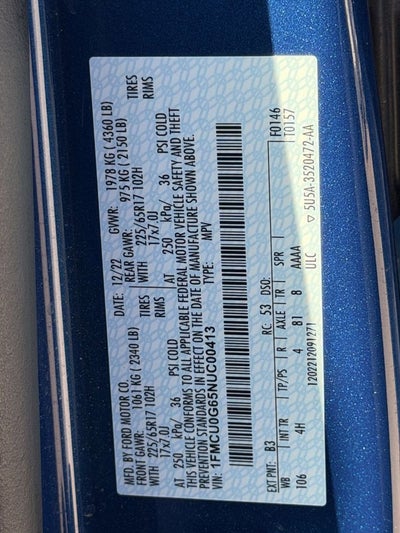 MFD. BY FORD MOTOR CO.
DATE: 12/22 GVWR: 1978 KG ( 4360 LB)
FRONT GAWR: 1061 KG ( 2340 LB) REAR GAWR: 975 KG ( 2150 LB)
WITH 225/65R17 102H TIRES WITH 225/65R17 102H TIRES
17x7.0J RIMS 17x7.0J RIMS
AT 250 kPa/ 36 PSI COLD AT 250 kPa/ 36 PSI COLD
THIS VEHICLE CONFORMS TO ALL APPLICABLE FEDERAL MOTOR VEHICLE SAFETY AND THEFT
PREVENTION STANDARDS IN EFFECT ON THE DATE OF MANUFACTURE SHOWN ABOVE.
1FMCU0G65NUC00413 TYPE: MPV
F0146
T0157
EXT PNT: B3 RC: 53 DSO:
WB INT TR TP/PS R AXLE TR SPR
106 4H 4 81 8 AAAA
ULC
▽ 5U5A-3520472-AA
1202212091271